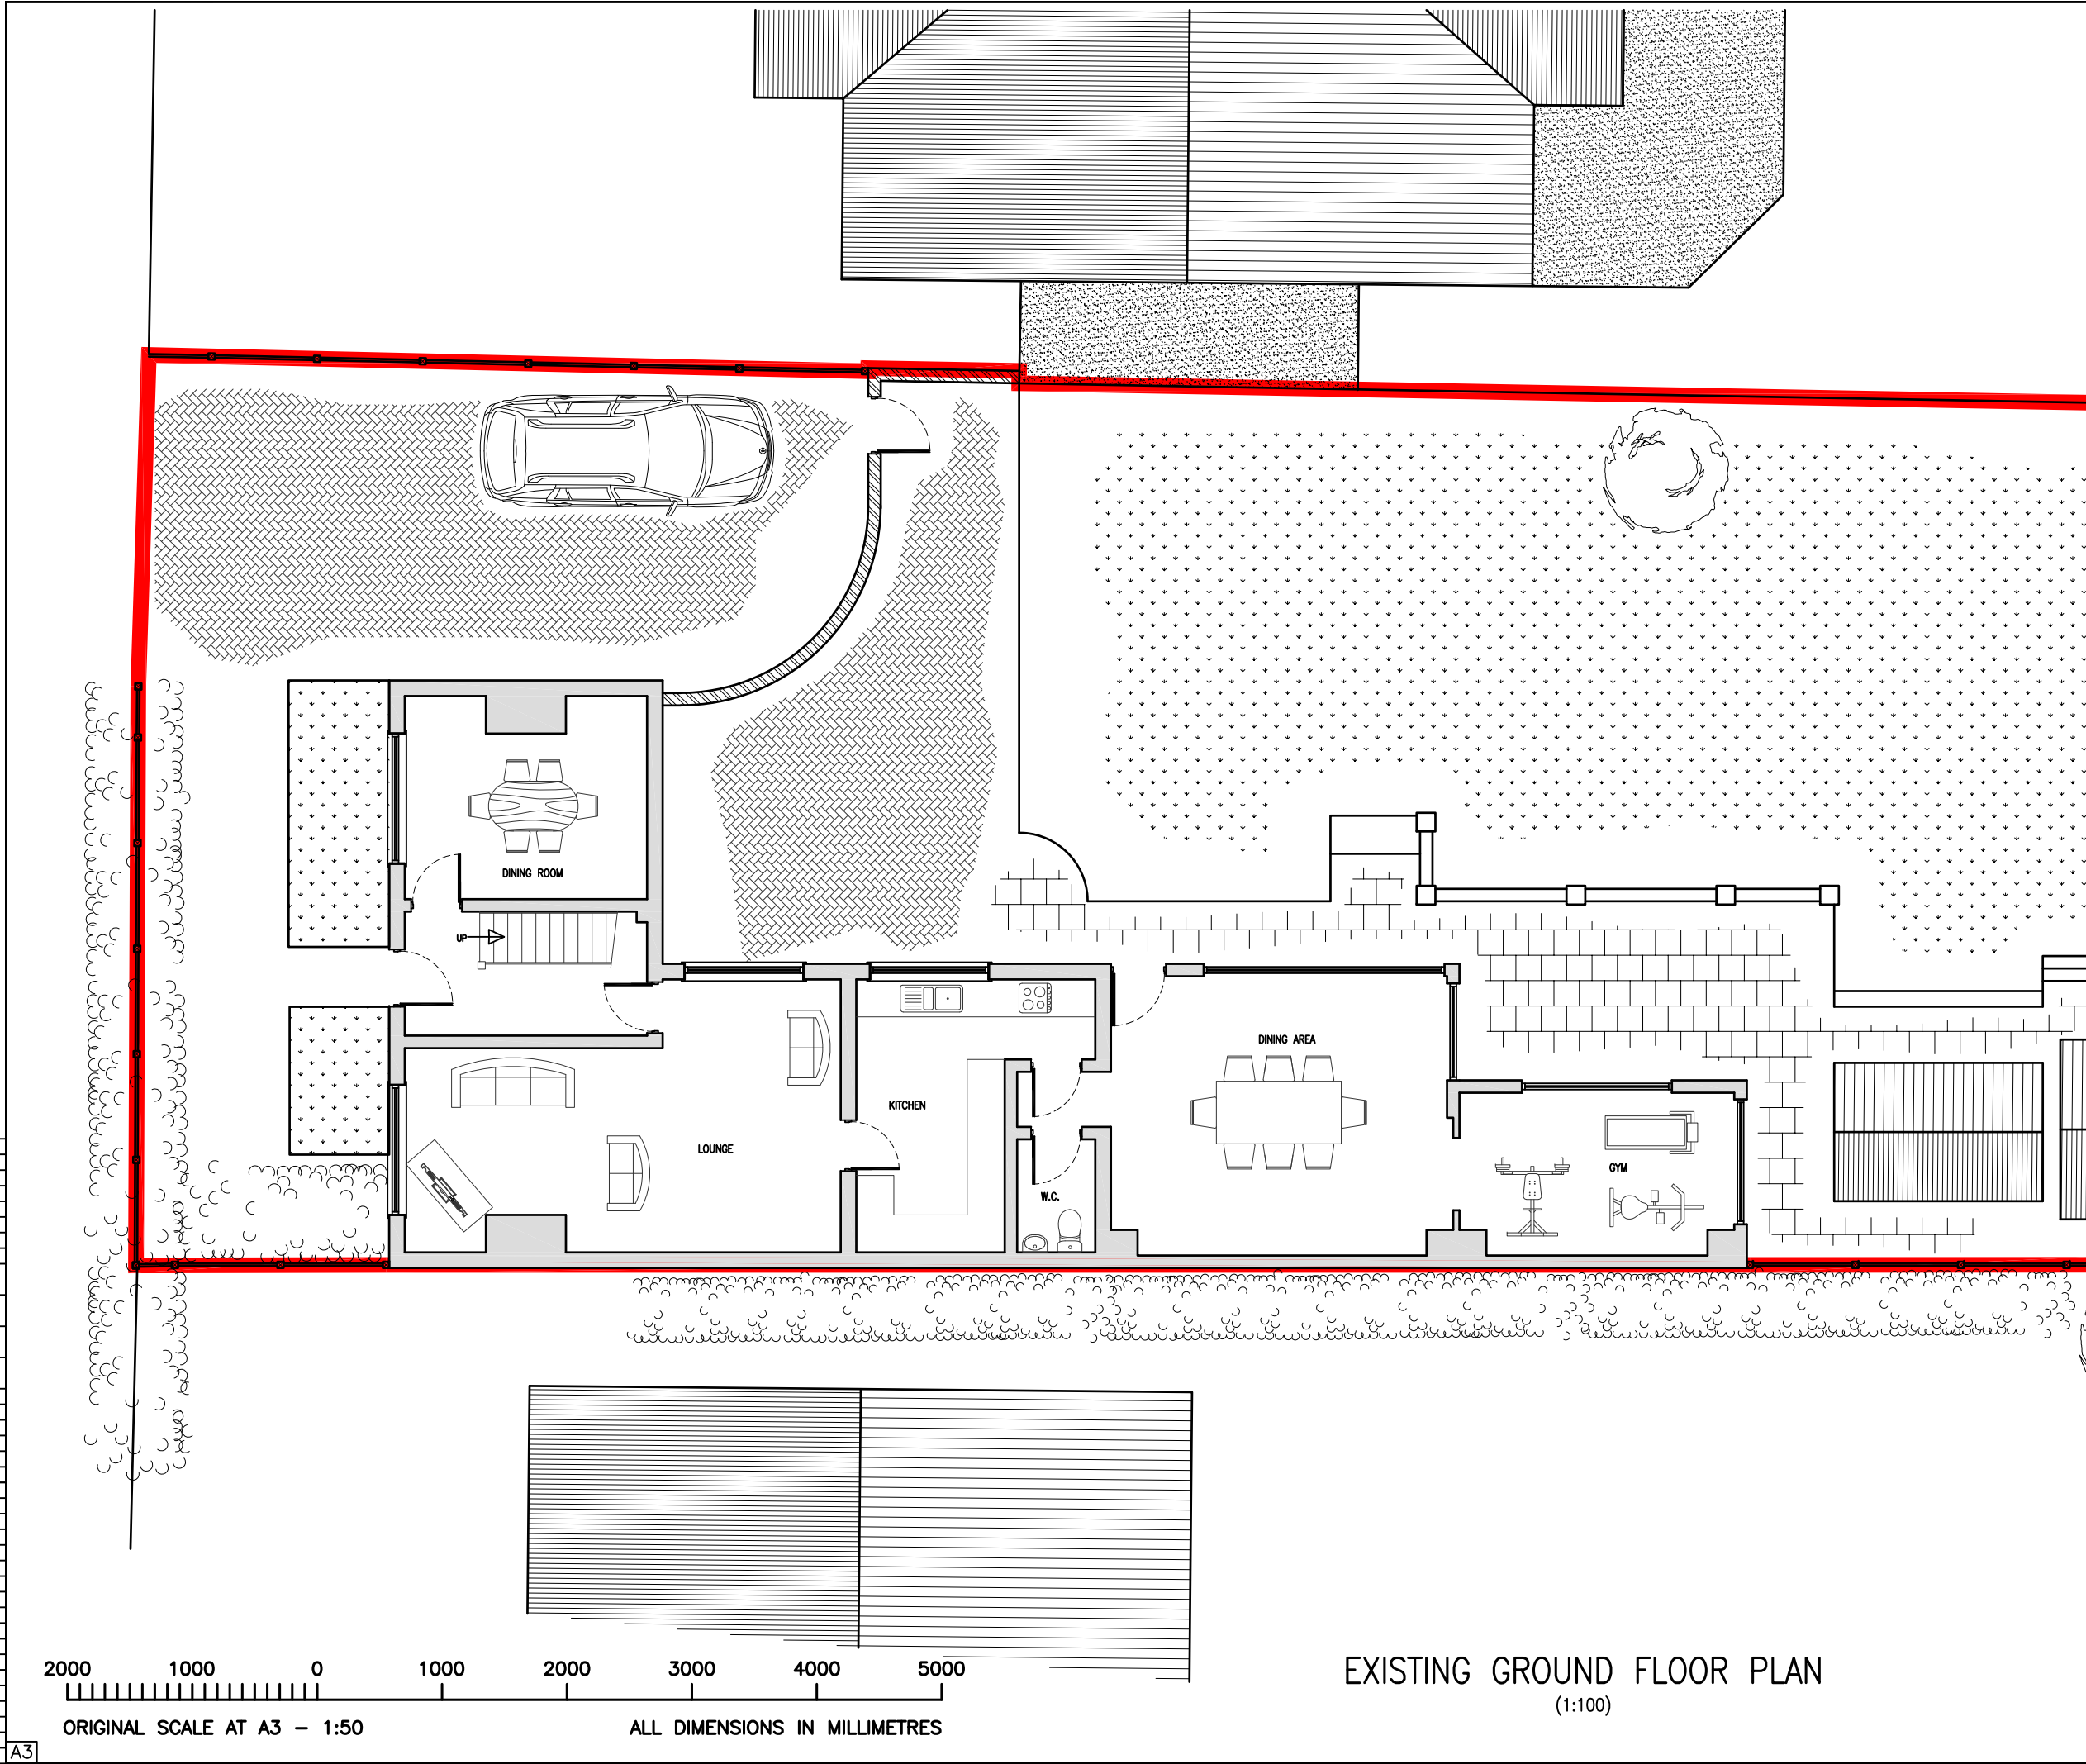 DINING ROOM
UP
DINING AREA
KITCHEN
LOUNGE
GYM
W.C.
2000 1000 0 1000 2000 3000 4000 5000
EXISTING GROUND FLOOR PLAN
(1:100)
ORIGINAL SCALE AT A3 - 1:50 ALL DIMENSIONS IN MILLIMETRES
A3